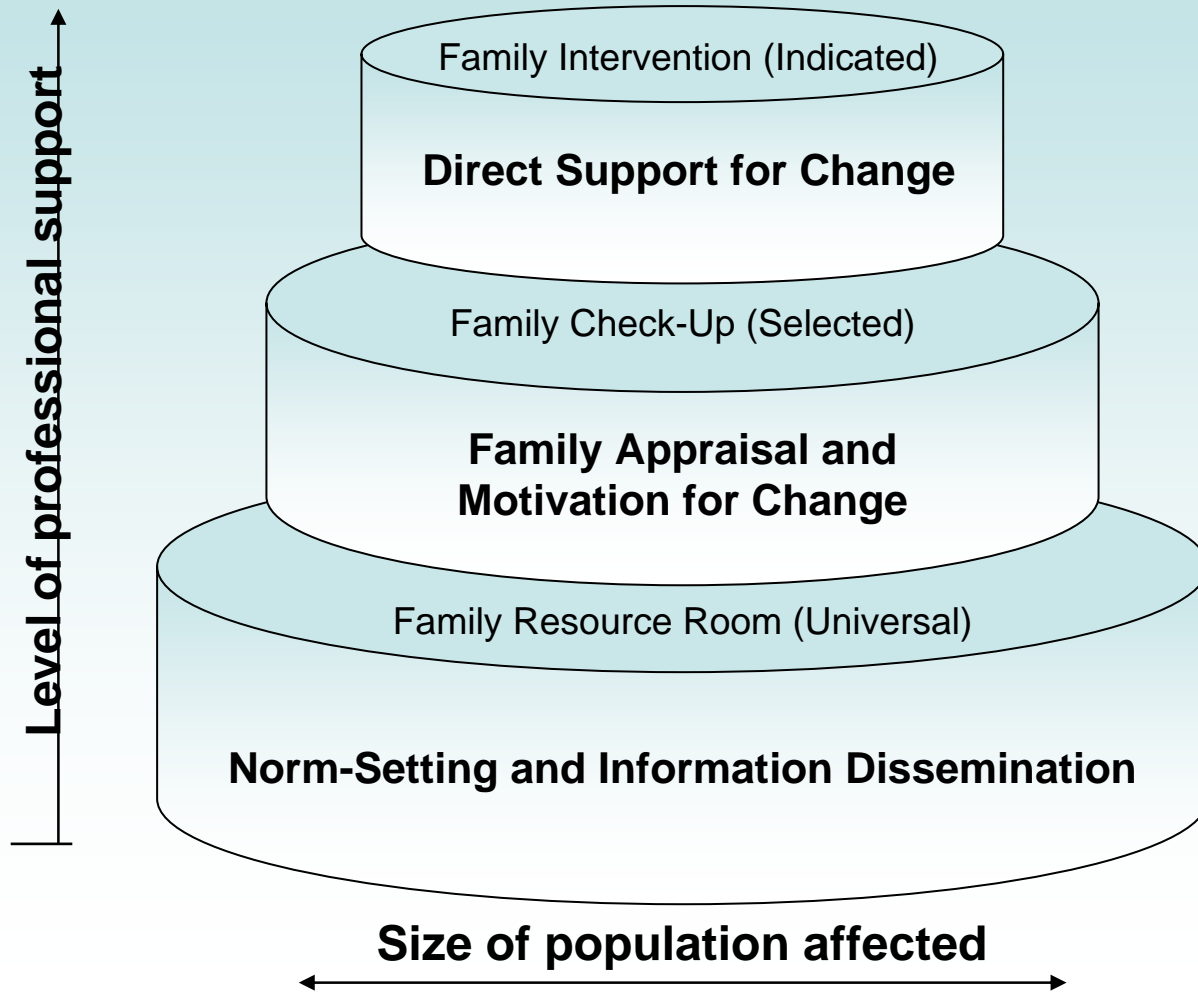 Level of professional support
Family Intervention (Indicated)
Direct Support for Change
Family Check-Up (Selected)
Family Appraisal and
Motivation for Change
Family Resource Room (Universal)
Norm-Setting and Information Dissemination
Size of population affected